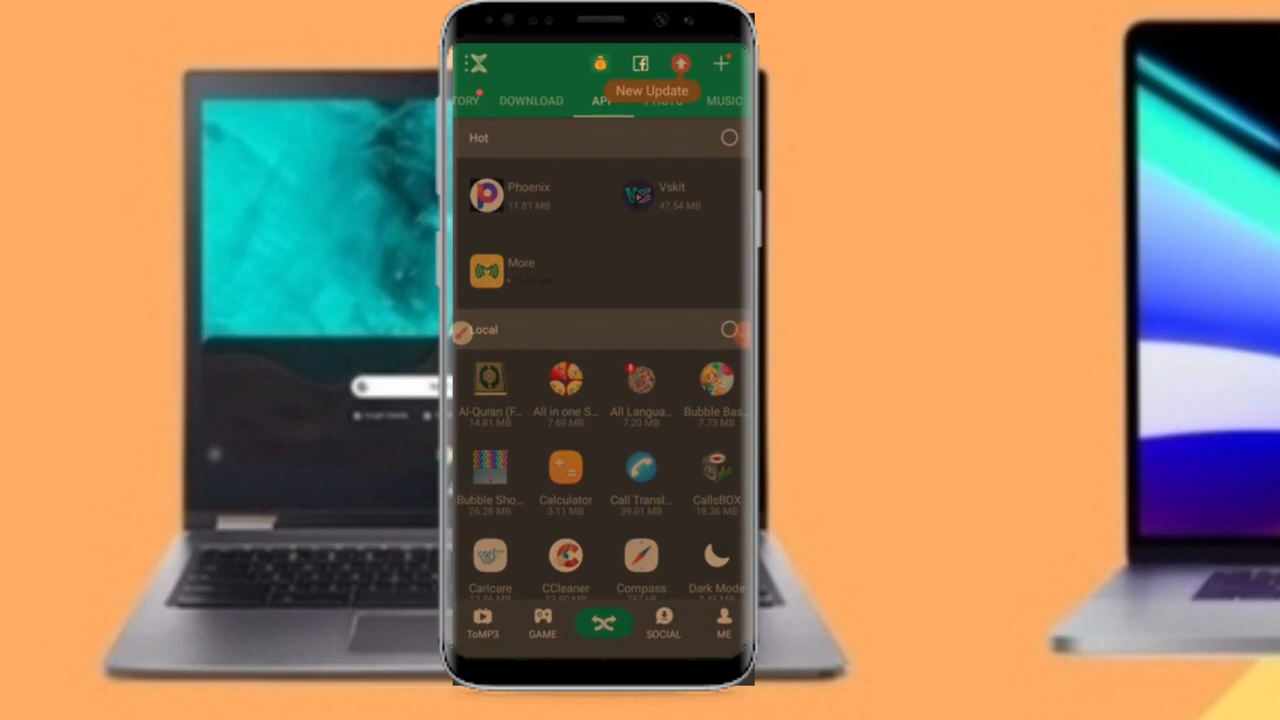 New Update
TORY DOWNLOAD APP PHOTO MUSIC
Hot
Phoenix
11.81 MB
Vskit
47.54 MB
More
Local
Al-Quran (F... All in one S... All Langua... Bubble Bas...
14.81 MB 7.69 MB 7.20 MB 7.73 MB
Bubble Sho... Calculator Call Transl... CallsBOX
26.28 MB 3.11 MB 39.01 MB 18.36 MB
Carlcare CCleaner Compass Dark Mode
ToMP3 GAME SOCIAL ME